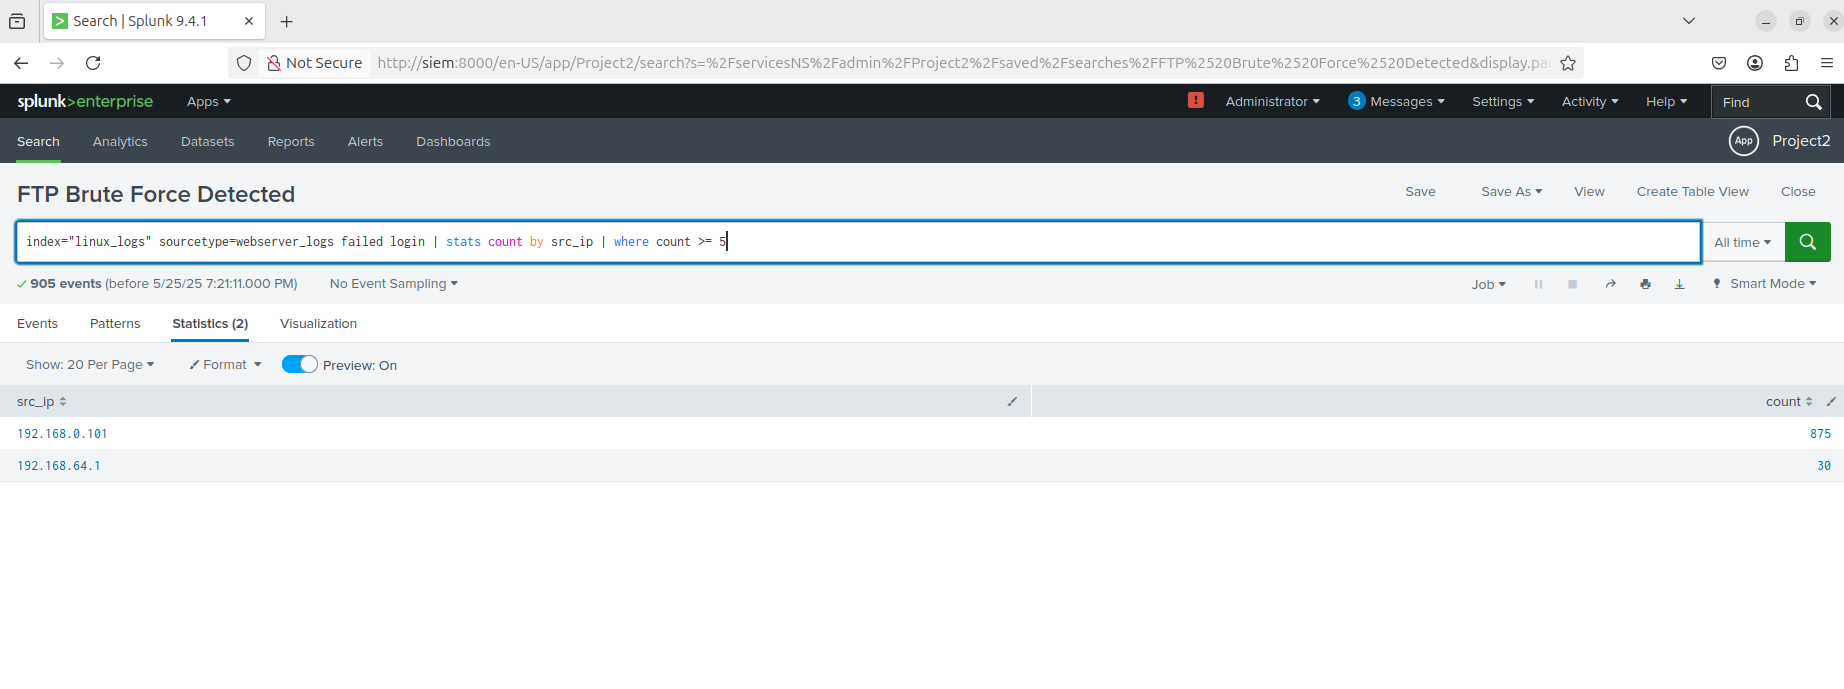 Search | Splunk 9.4.1
Not Secure http://siem:8000/en-US/app/Project2/search?s=%2FservicesNS%2Fadmin%2FProject2%2Fsaved%2Fsearches%2FFTP%2520Brute%2520Force%2520Detected&display.pa
splunk>enterprise Apps ! Administrator 3 Messages Settings Activity Help Find
Search Analytics Datasets Reports Alerts Dashboards App Project2
FTP Brute Force Detected Save Save As View Create Table View Close
index="linux_logs" sourcetype=webserver_logs failed login | stats count by src_ip | where count >= 5 All time
905 events (before 5/25/25 7:21:11.000 PM) No Event Sampling Job Smart Mode
Events Patterns Statistics (2) Visualization
Show: 20 Per Page Format Preview: On
src_ip count
192.168.0.101 875
192.168.64.1 30